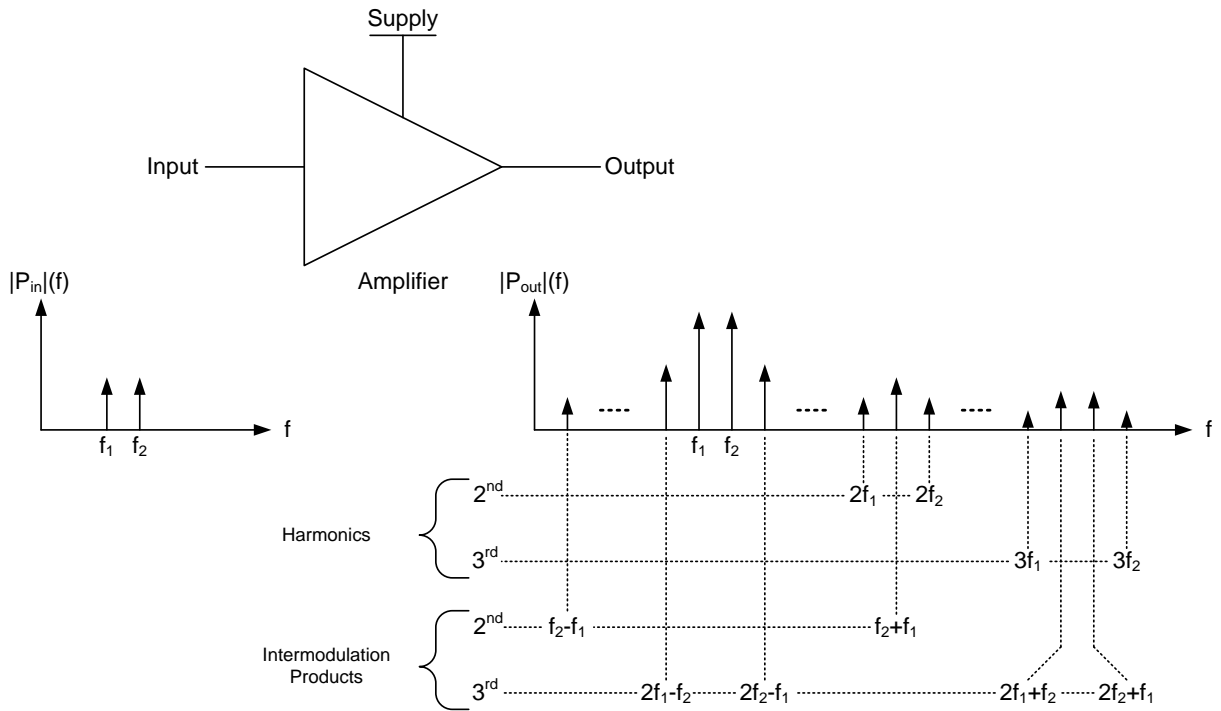 Supply
Input
Output
Amplifier
|Pin|(f)
f1 f2
f
|Pout|(f)
f1 f2
f
Harmonics
2nd 2f1 2f2
3rd 3f1 3f2
Intermodulation
Products
2nd f2-f1 f2+f1
3rd 2f1-f2 2f2-f1 2f1+f2 2f2+f1